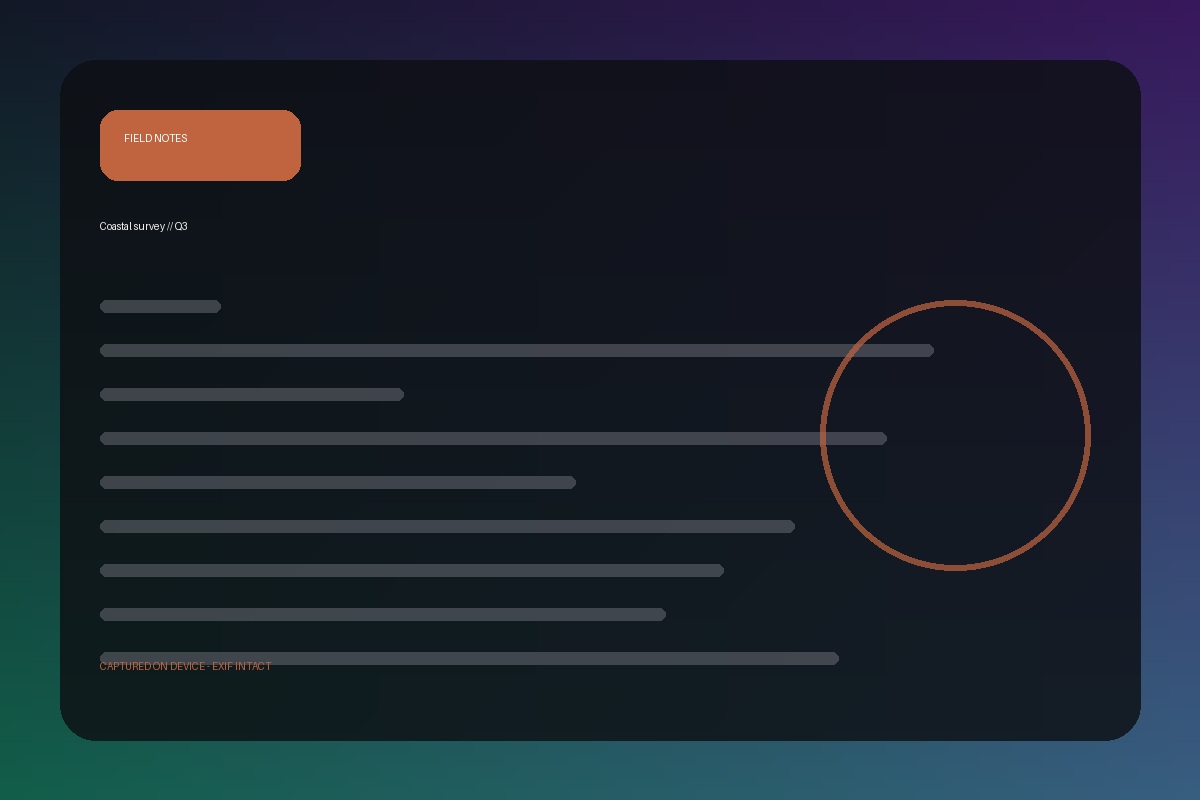 FIELD NOTES
Coastal survey // Q3
CAPTURED ON DEVICE - EXIF INTACT